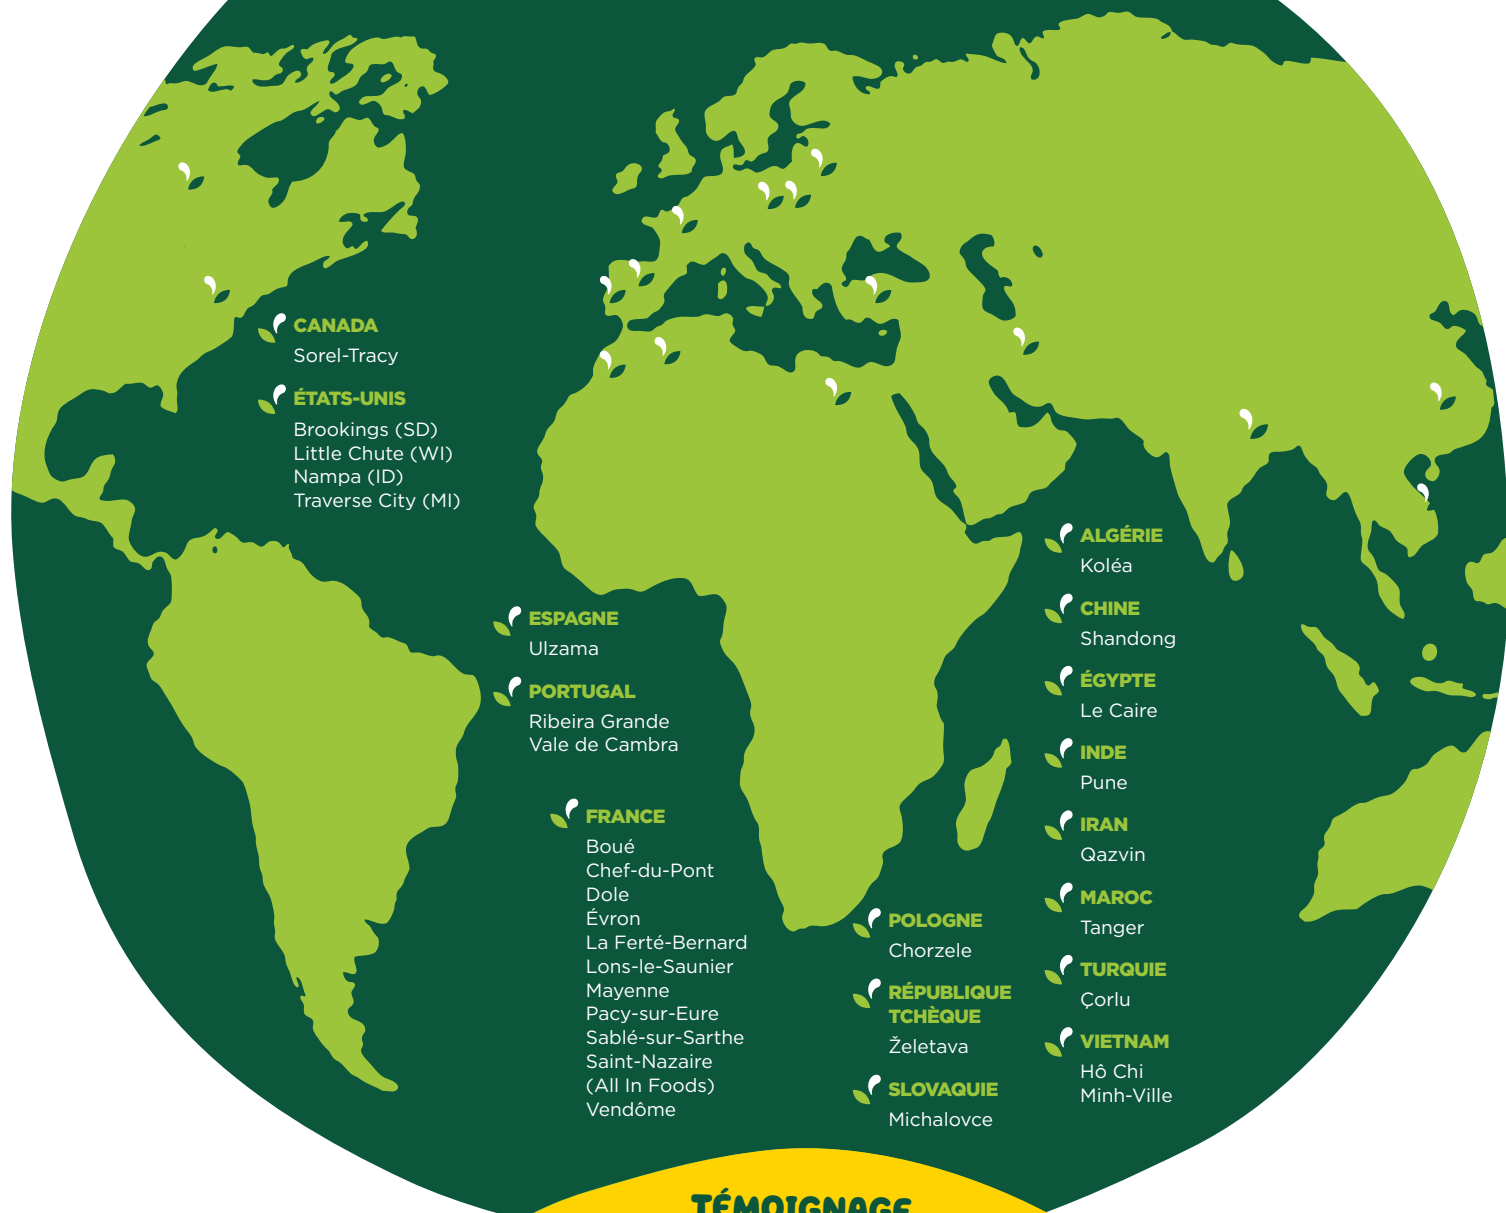 CANADA
Sorel-Tracy
ÉTATS-UNIS
Brookings (SD)
Little Chute (WI)
Nampa (ID)
Traverse City (MI)
ESPAGNE
Ulzama
PORTUGAL
Ribeira Grande
Vale de Cambra
FRANCE
Boué
Chef-du-Pont
Dole
Évron
La Ferté-Bernard
Lons-le-Saunier
Mayenne
Pacy-sur-Eure
Sablé-sur-Sarthe
Saint-Nazaire
(All In Foods)
Vendôme
POLOGNE
Chorzele
RÉPUBLIQUE
TCHÈQUE
Želetava
SLOVAQUIE
Michalovce
ALGÉRIE
Koléa
CHINE
Shandong
ÉGYPTE
Le Caire
INDE
Pune
IRAN
Qazvin
MAROC
Tanger
TURQUIE
Çorlu
VIETNAM
Hô Chi
Minh-Ville
TÉMOIGNAGE